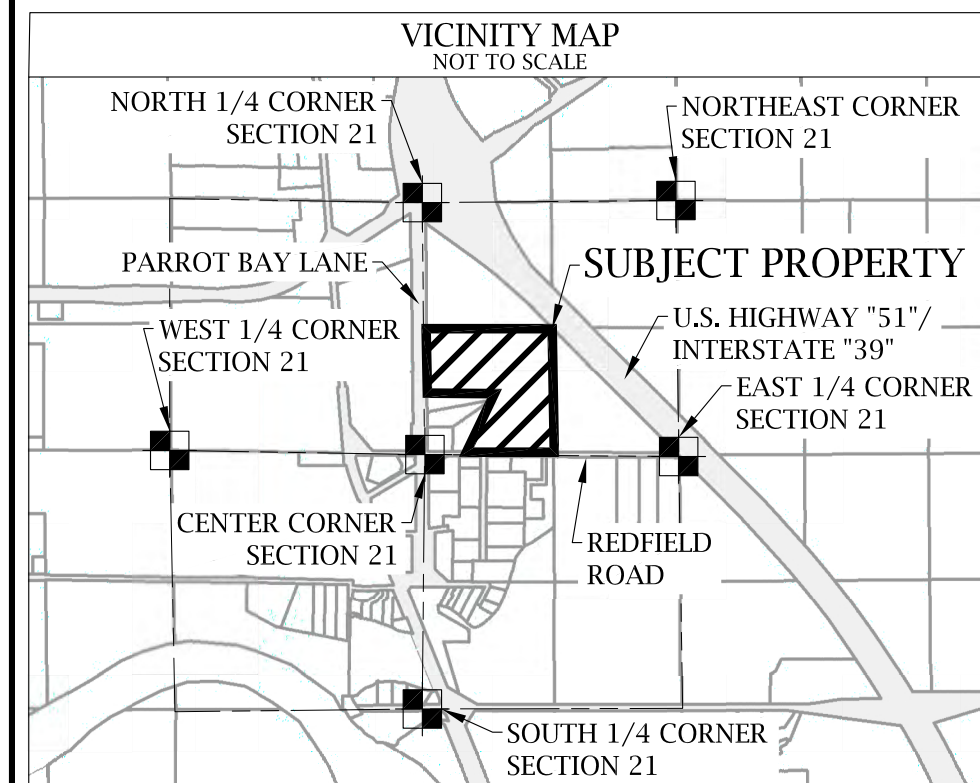 VICINITY MAP
NOT TO SCALE
NORTH 1/4 CORNER
SECTION 21
NORTHEAST CORNER
SECTION 21
PARROT BAY LANE
SUBJECT PROPERTY
U.S. HIGHWAY "51"/
INTERSTATE "39"
WEST 1/4 CORNER
SECTION 21
EAST 1/4 CORNER
SECTION 21
CENTER CORNER
SECTION 21
REDFIELD
ROAD
SOUTH 1/4 CORNER
SECTION 21